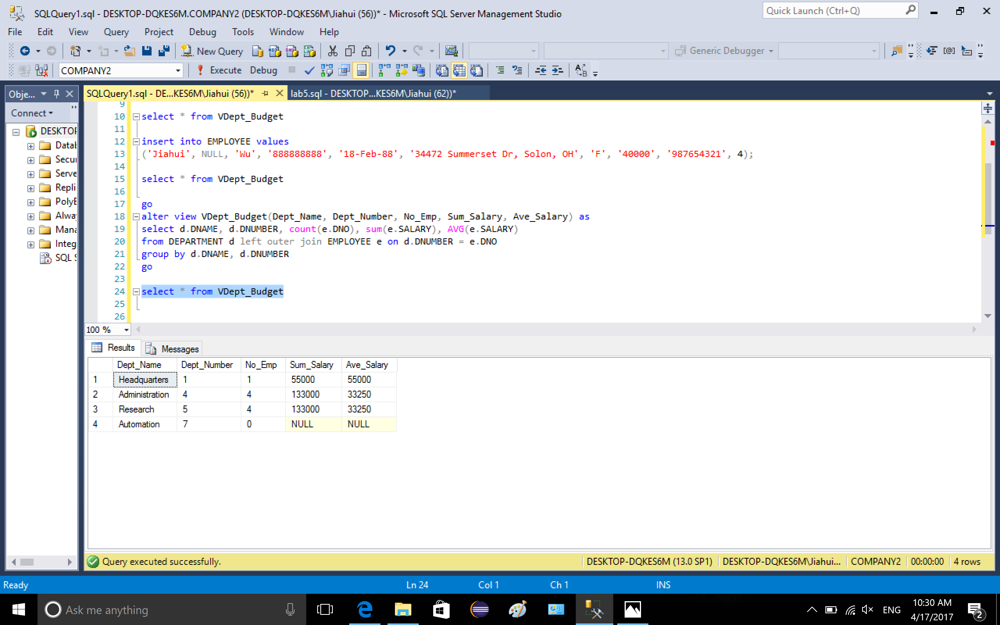 SQLQuery1.sql - DESKTOP-DQKES6M.COMPANY2 (DESKTOP-DQKES6M\Jiahui (56))* - Microsoft SQL Server Management Studio
Quick Launch (Ctrl+Q)
File Edit View Query Project Debug Tools Window Help
New Query
Generic Debugger
COMPANY2
Execute Debug
Obje...
SQLQuery1.sql - DE...KES6M\Jiahui (56))*
lab5.sql - DESKTOP...KES6M\Jiahui (62))*
Connect
DESKTOP
Datab
Secur
Serve
Repli
PolyB
Alway
Mana
Integ
SQL S
9
10 select * from VDept_Budget
11
12 insert into EMPLOYEE values
13 ('Jiahui', NULL, 'Wu', '888888888', '18-Feb-88', '34472 Summerset Dr, Solon, OH', 'F', '40000', '987654321', 4);
14
15 select * from VDept_Budget
16
17 go
18 alter view VDept_Budget(Dept_Name, Dept_Number, No_Emp, Sum_Salary, Ave_Salary) as
19 select d.DNAME, d.DNUMBER, count(e.DNO), sum(e.SALARY), AVG(e.SALARY)
20 from DEPARTMENT d left outer join EMPLOYEE e on d.DNUMBER = e.DNO
21 group by d.DNAME, d.DNUMBER
22 go
23
24 select * from VDept_Budget
25
26
100 %
Results Messages
Dept_Name Dept_Number No_Emp Sum_Salary Ave_Salary
1 Headquarters 1 1 55000 55000
2 Administration 4 4 133000 33250
3 Research 5 4 133000 33250
4 Automation 7 0 NULL NULL
Query executed successfully.
DESKTOP-DQKES6M (13.0 SP1) DESKTOP-DQKES6M\Jiahui... COMPANY2 00:00:00 4 rows
Ready Ln 24 Col 1 Ch 1 INS
Ask me anything
ENG
10:30 AM
4/17/2017
2